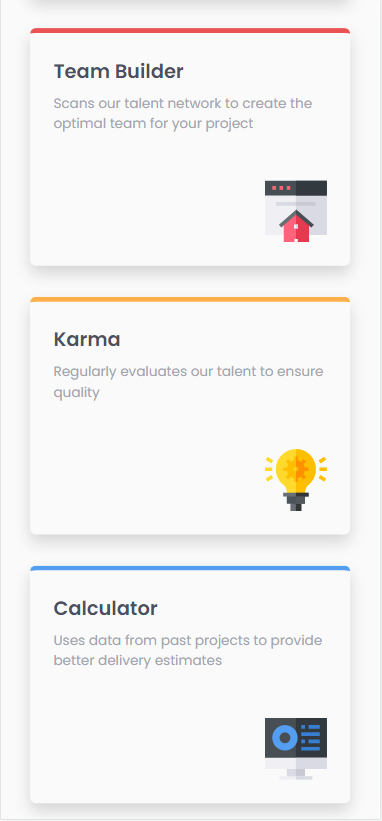 Team Builder
Scans our talent network to create the
optimal team for your project
Karma
Regularly evaluates our talent to ensure
quality
Calculator
Uses data from past projects to provide
better delivery estimates